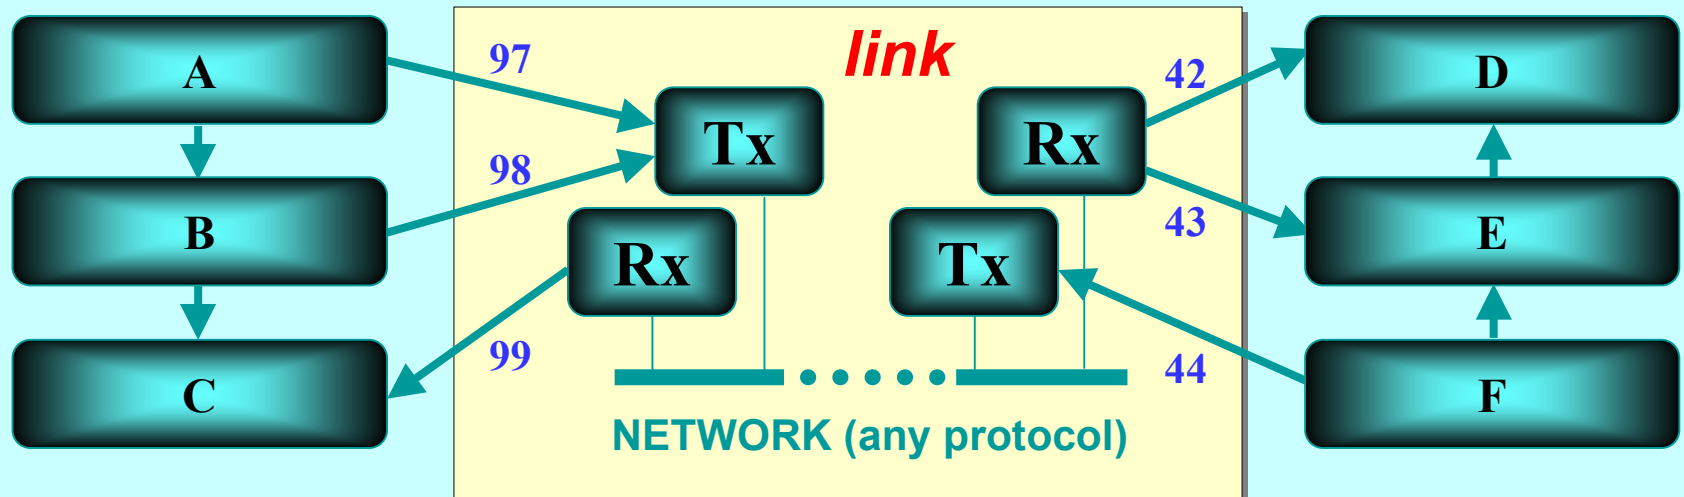 link
A
97
42
D
Tx
Rx
98
43
B
E
Rx
Tx
99
44
C
F
NETWORK (any protocol)